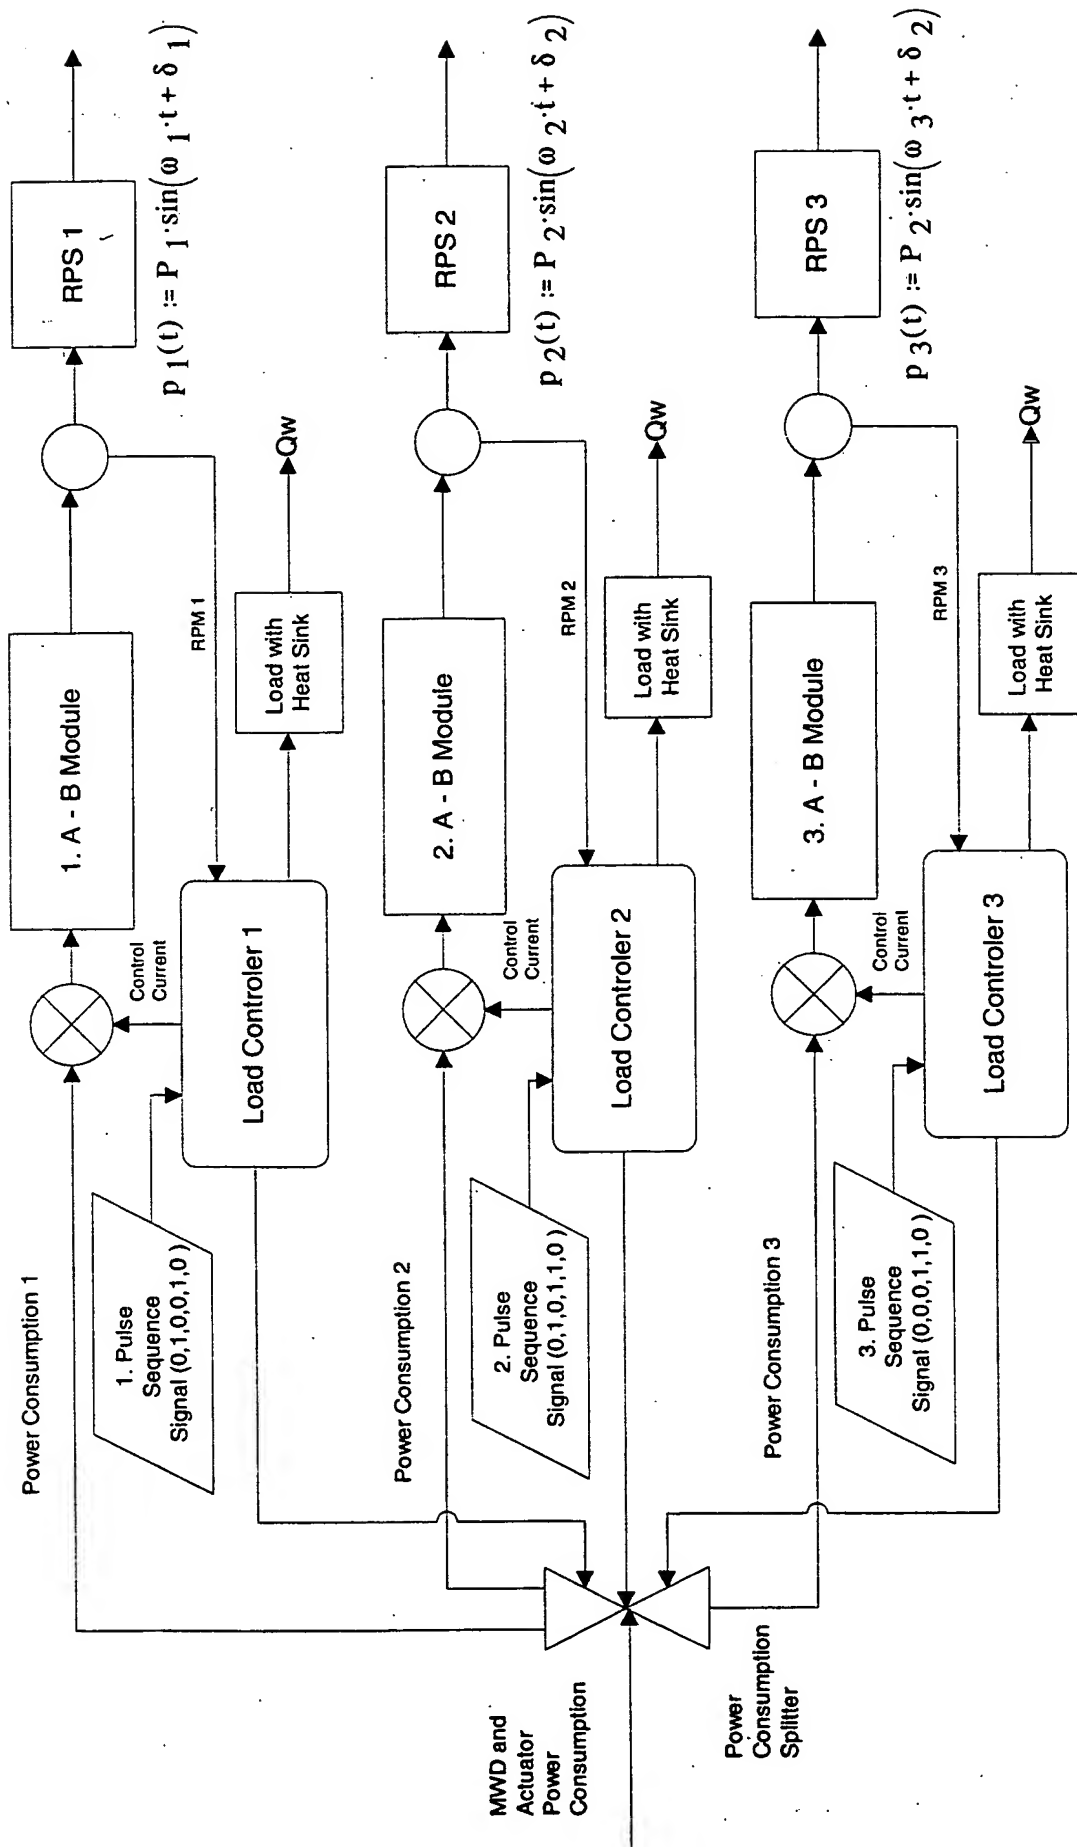 MWD and
Actuator
Power
Consumption
Power
Consumption
Splitter
Power Consumption 1
1. Pulse
Sequence
Signal (0,1,0,0,1,0)
Load Controler 1
Control
Current
1. A - B Module
RPM 1
Load with
Heat Sink
Qw
RPS 1
p 1(t) := P 1·sin(ω 1·t + δ 1)
Power Consumption 2
2. Pulse
Sequence
Signal (0,1,0,1,1,0)
Load Controler 2
Control
Current
2. A - B Module
RPM 2
Load with
Heat Sink
Qw
RPS 2
p 2(t) := P 2·sin(ω 2·t + δ 2)
Power Consumption 3
3. Pulse
Sequence
Signal (0,0,0,1,1,0)
Load Controler 3
Control
Current
3. A - B Module
RPM 3
Load with
Heat Sink
Qw
RPS 3
p 3(t) := P 2·sin(ω 3·t + δ 2)